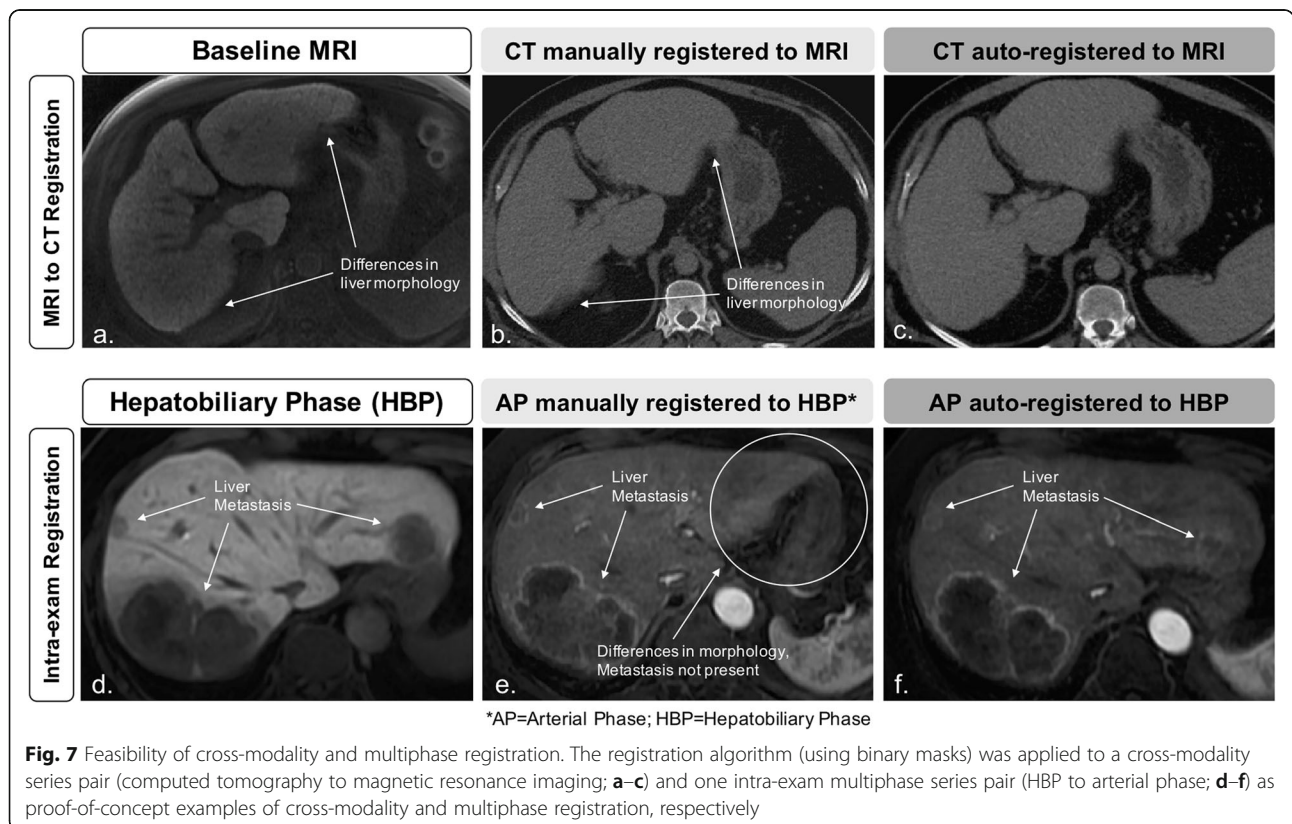 Baseline MRI
CT manually registered to MRI
CT auto-registered to MRI
MRI to CT Registration
Differences in
liver morphology
a.
Differences in
liver morphology
b.
c.
Hepatobiliary Phase (HBP)
AP manually registered to HBP*
AP auto-registered to HBP
Intra-exam Registration
Liver
Metastasis
d.
Liver
Metastasis
Differences in morphology,
Metastasis not present
e.
Liver
Metastasis
f.
*AP=Arterial Phase; HBP=Hepatobiliary Phase
Fig. 7 Feasibility of cross-modality and multiphase registration. The registration algorithm (using binary masks) was applied to a cross-modality
series pair (computed tomography to magnetic resonance imaging; a–c) and one intra-exam multiphase series pair (HBP to arterial phase; d–f) as
proof-of-concept examples of cross-modality and multiphase registration, respectively